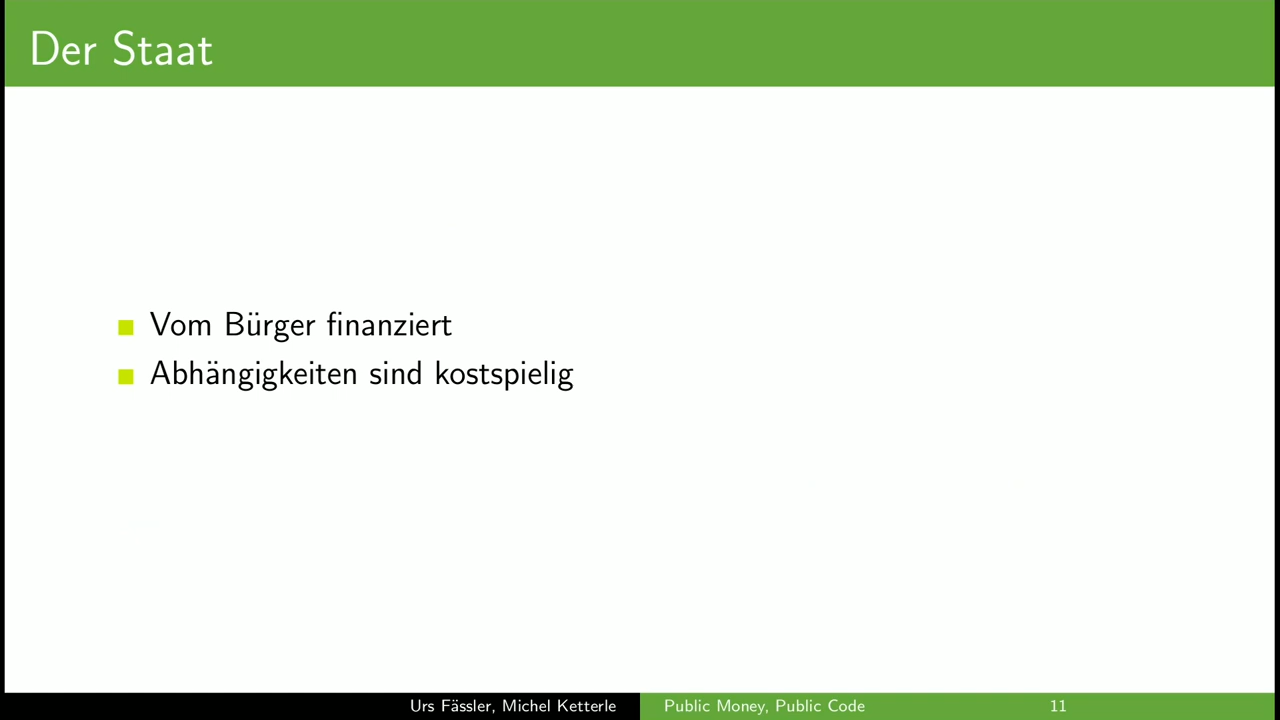 Der Staat
Vom Bürger finanziert
Abhängigkeiten sind kostspielig
Urs Fässler, Michel Ketterle
Public Money, Public Code
11